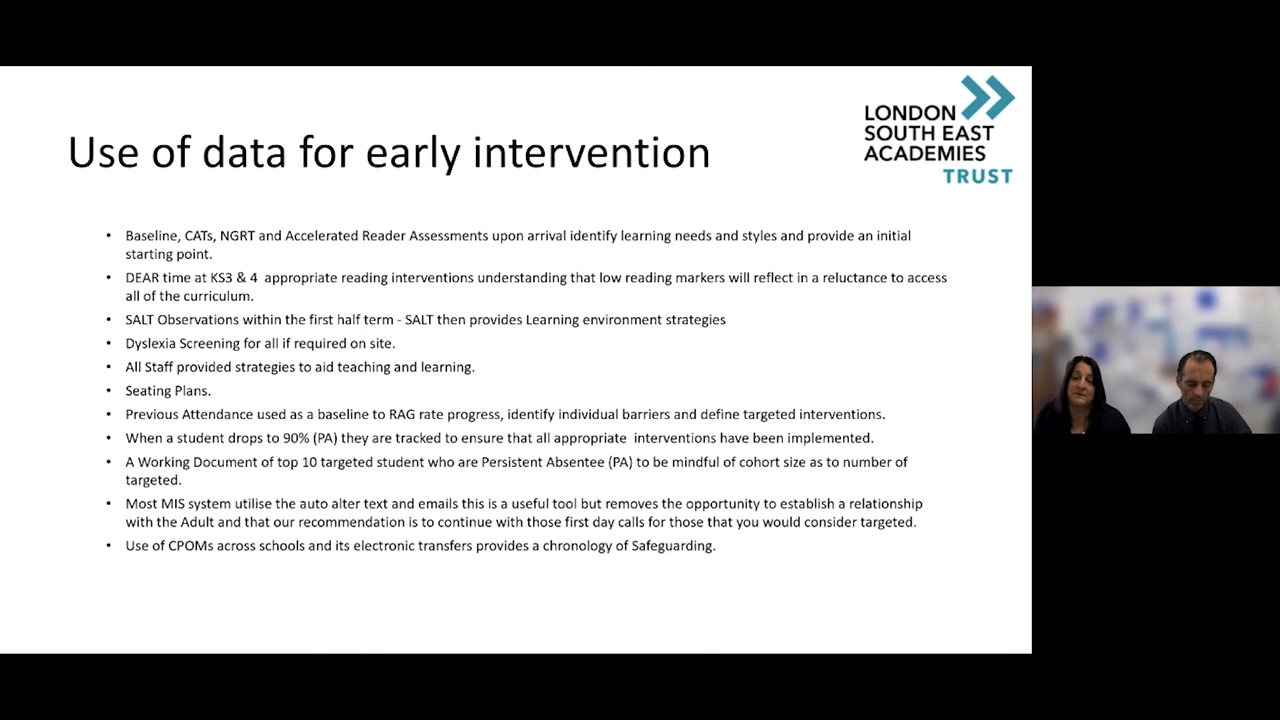 LONDON
SOUTH EAST
ACADEMIES
TRUST
Use of data for early intervention
• Baseline, CATs, NGRT and Accelerated Reader Assessments upon arrival identify learning needs and styles and provide an initial
starting point.
• DEAR time at KS3 & 4  appropriate reading interventions understanding that low reading markers will reflect in a reluctance to access
all of the curriculum.
• SALT Observations within the first half term - SALT then provides Learning environment strategies
• Dyslexia Screening for all if required on site.
• All Staff provided strategies to aid teaching and learning.
• Seating Plans.
• Previous Attendance used as a baseline to RAG rate progress, identify individual barriers and define targeted interventions.
• When a student drops to 90% (PA) they are tracked to ensure that all appropriate  interventions have been implemented.
• A Working Document of top 10 targeted student who are Persistent Absentee (PA) to be mindful of cohort size as to number of
targeted.
• Most MIS system utilise the auto alter text and emails this is a useful tool but removes the opportunity to establish a relationship
with the Adult and that our recommendation is to continue with those first day calls for those that you would consider targeted.
• Use of CPOMs across schools and its electronic transfers provides a chronology of Safeguarding.